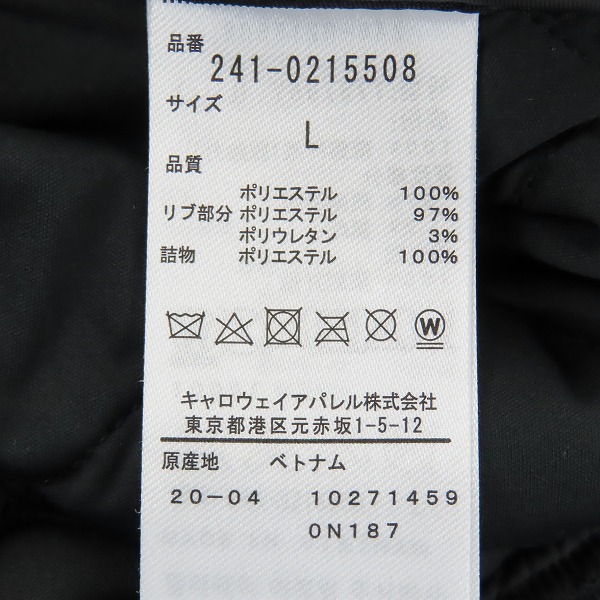 品番
241-0215508
サイズ
L
品質
ポリエステル 100%
リブ部分 ポリエステル 97%
ポリウレタン 3%
詰物 ポリエステル 100%
W
キャロウェイアパレル株式会社
東京都港区元赤坂1-5-12
原産地 ベトナム
20-04 10271459
0N187